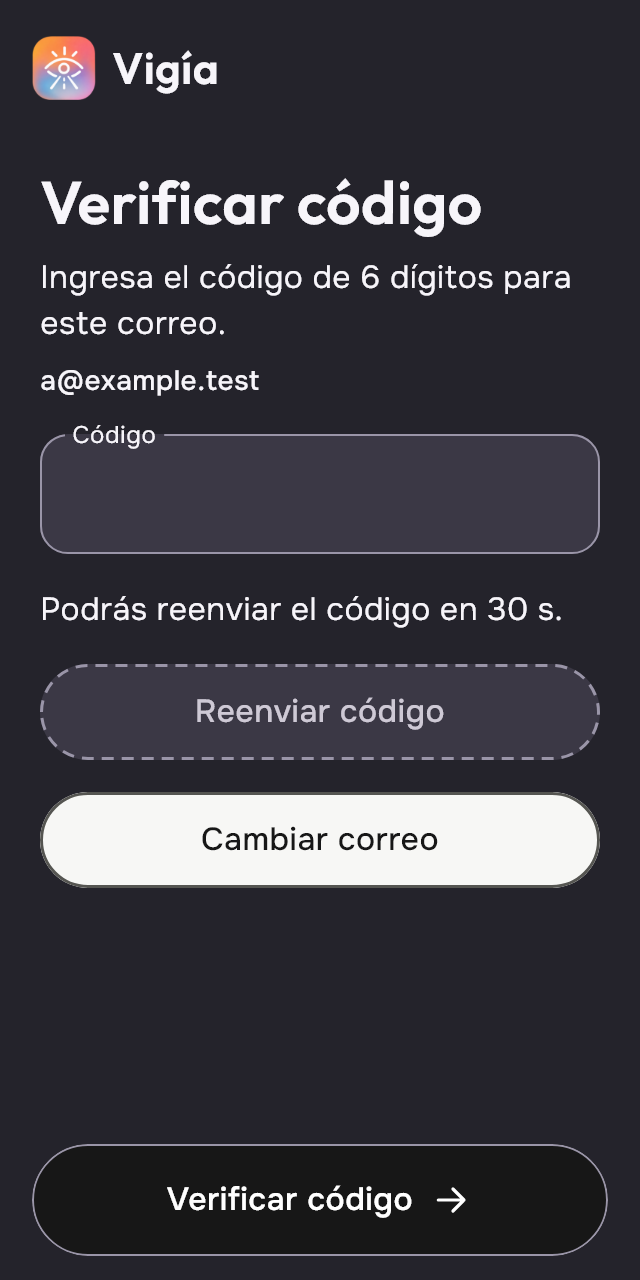 Vigía
Verificar código
Ingresa el código de 6 dígitos para
este correo.
a@example.test
Código
Podrás reenviar el código en 30 s.
Reenviar código
Cambiar correo
Verificar código →